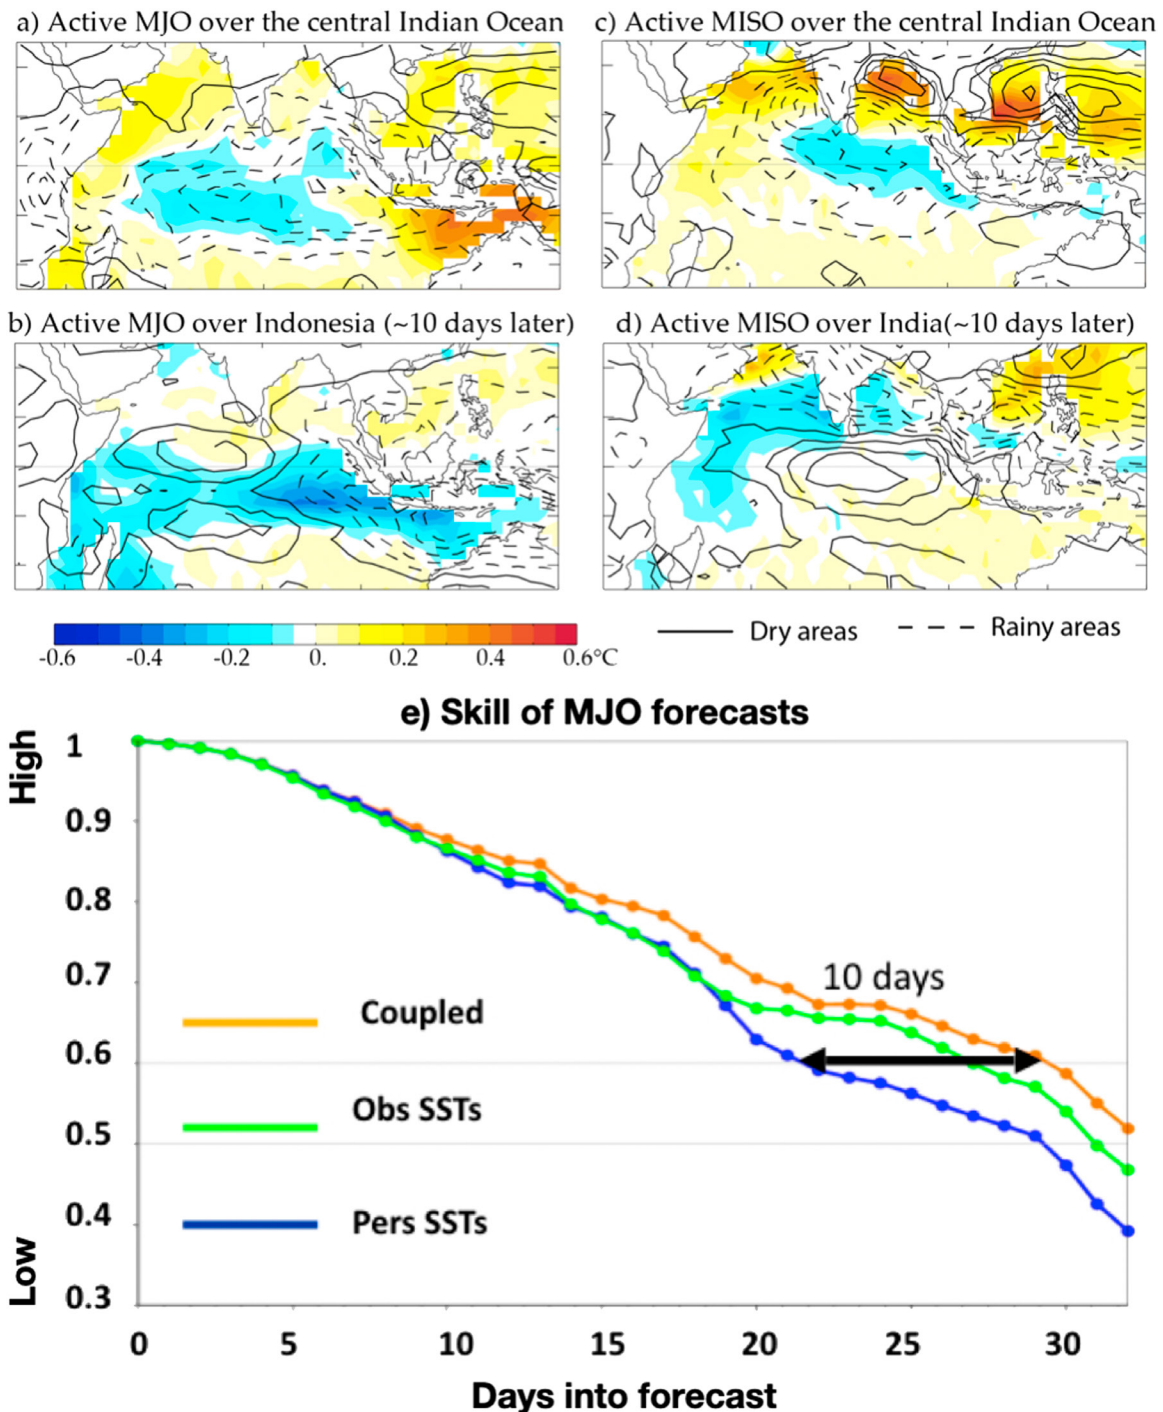 a) Active MJO over the central Indian Ocean
c) Active MISO over the central Indian Ocean
b) Active MJO over Indonesia (~10 days later)
d) Active MISO over India(~10 days later)
-0.6 -0.4 -0.2 0. 0.2 0.4 0.6°C
Dry areas
Rainy areas
e) Skill of MJO forecasts
High
1
0.9
0.8
0.7
0.6
0.5
0.4
0.3
Low
10 days
Coupled
Obs SSTs
Pers SSTs
0 5 10 15 20 25 30
Days into forecast